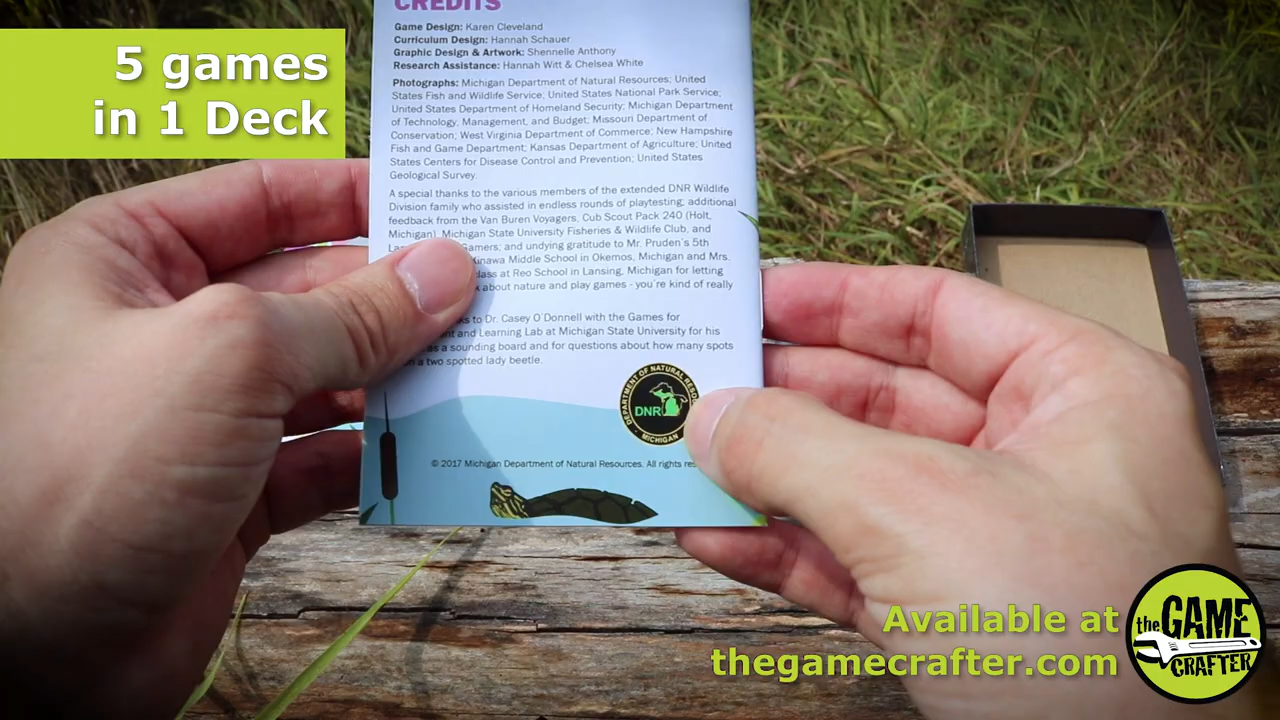 5 games
in 1 Deck
CREDITS
Game Design: Karen Cleveland
Curriculum Design: Hannah Schauer
Graphic Design & Artwork: Shennelle Anthony
Research Assistance: Hannah Witt & Chelsea White
Photographs: Michigan Department of Natural Resources; United
States Fish and Wildlife Service; United States National Park Service;
United States Department of Homeland Security; Michigan Department
of Technology, Management, and Budget; Missouri Department of
Conservation; West Virginia Department of Commerce; New Hampshire
Fish and Game Department; Kansas Department of Agriculture; United
States Centers for Disease Control and Prevention; United States
Geological Survey.
A special thanks to the various members of the extended DNR Wildlife
Division family who assisted in endless rounds of playtesting; additional
feedback from the Van Buren Voyagers, Cub Scout Pack 240 (Holt,
Michigan), Michigan State University Fisheries & Wildlife Club, and
Gamers; and undying gratitude to Mr. Pruden's 5th
Kinawa Middle School in Okemos, Michigan and Mrs.
class at Reo School in Lansing, Michigan for letting
about nature and play games - you're kind of really
to Dr. Casey O'Donnell with the Games for
and Learning Lab at Michigan State University for his
as a sounding board and for questions about how many spots
a two spotted lady beetle.
DEPARTMENT OF NATURAL
DNR
MICHIGAN
© 2017 Michigan Department of Natural Resources. All rights
Available at
thegamecrafter.com
the GAME
CRAFTER